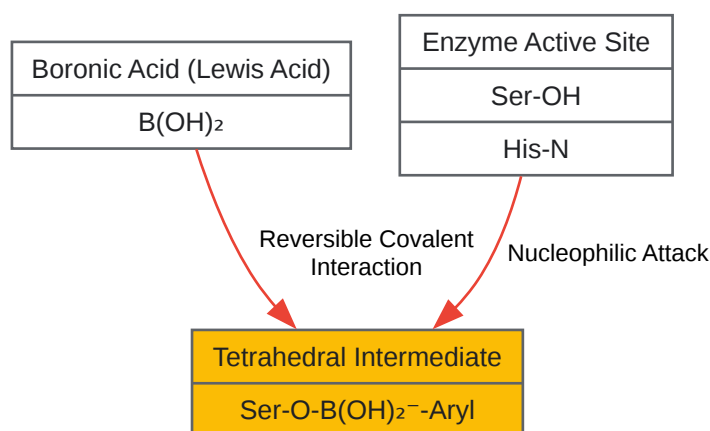 Boronic Acid (Lewis Acid)
B(OH)₂
Enzyme Active Site
Ser-OH
His-N
Reversible Covalent
Interaction
Nucleophilic Attack
Tetrahedral Intermediate
Ser-O-B(OH)₂⁻-Aryl